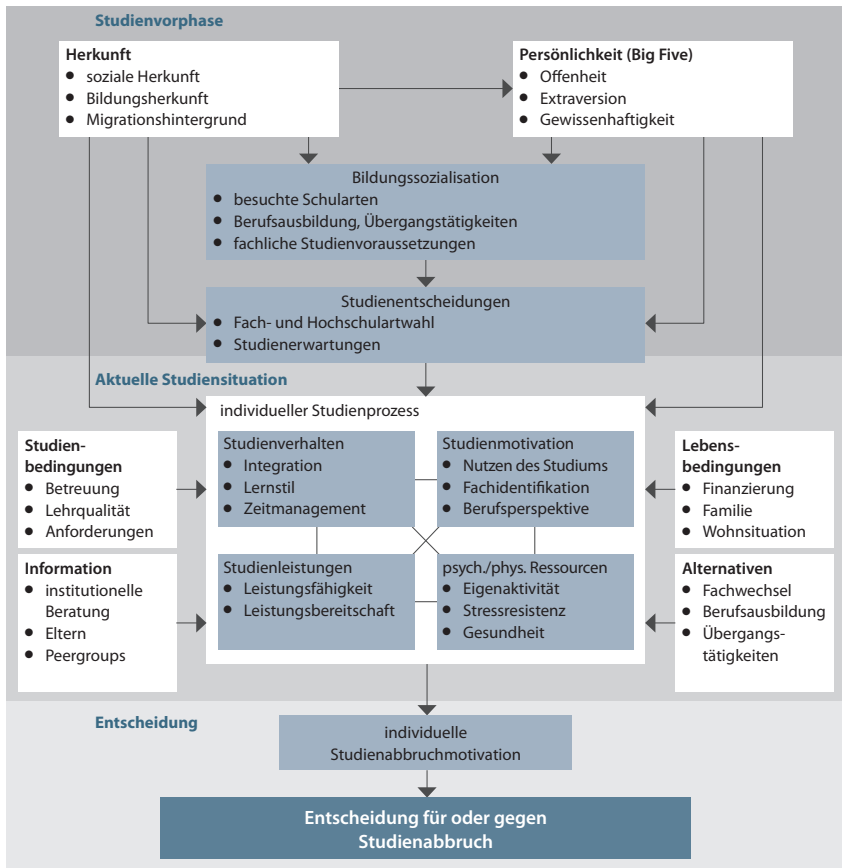 Studienvorphase
Herkunft
● soziale Herkunft
● Bildungsherkunft
● Migrationshintergrund
Persönlichkeit (Big Five)
● Offenheit
● Extraversion
● Gewissenhaftigkeit
Bildungssozialisation
● besuchte Schularten
● Berufsausbildung, Übergangstätigkeiten
● fachliche Studienvoraussetzungen
Studienentscheidungen
● Fach- und Hochschulartwahl
● Studienerwartungen
Aktuelle Studiensituation
individueller Studienprozess
Studienverhalten
● Integration
● Lernstil
● Zeitmanagement
Studienmotivation
● Nutzen des Studiums
● Fachidentifikation
● Berufsperspektive
Studienleistungen
● Leistungsfähigkeit
● Leistungsbereitschaft
psych./phys. Ressourcen
● Eigenaktivität
● Stressresistenz
● Gesundheit
Studien-
bedingungen
● Betreuung
● Lehrqualität
● Anforderungen
Information
● institutionelle
Beratung
● Eltern
● Peergroups
Lebens-
bedingungen
● Finanzierung
● Familie
● Wohnsituation
Alternativen
● Fachwechsel
● Berufsausbildung
● Übergangs-
tätigkeiten
Entscheidung
individuelle
Studienabbruchmotivation
Entscheidung für oder gegen
Studienabbruch